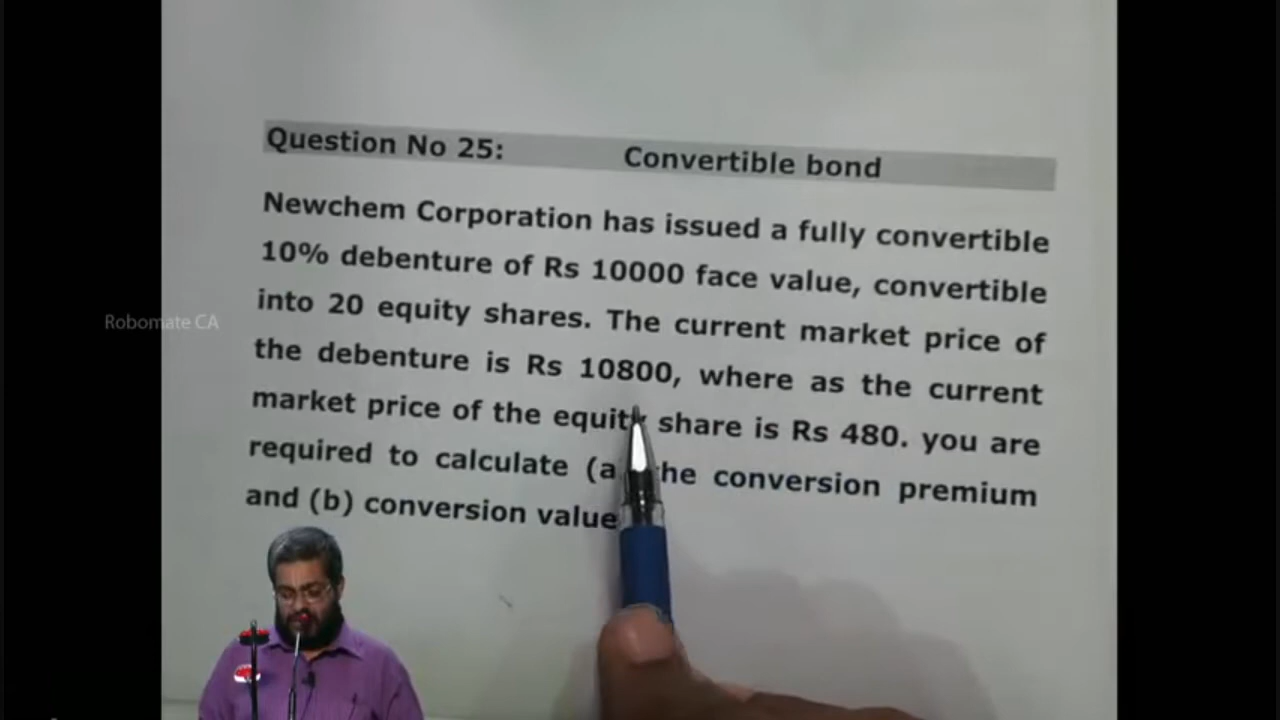 Question No 25: Convertible bond
Newchem Corporation has issued a fully convertible
10% debenture of Rs 10000 face value, convertible
into 20 equity shares. The current market price of
the debenture is Rs 10800, where as the current
market price of the equity share is Rs 480. you are
required to calculate (a the conversion premium
and (b) conversion value
Robomate CA